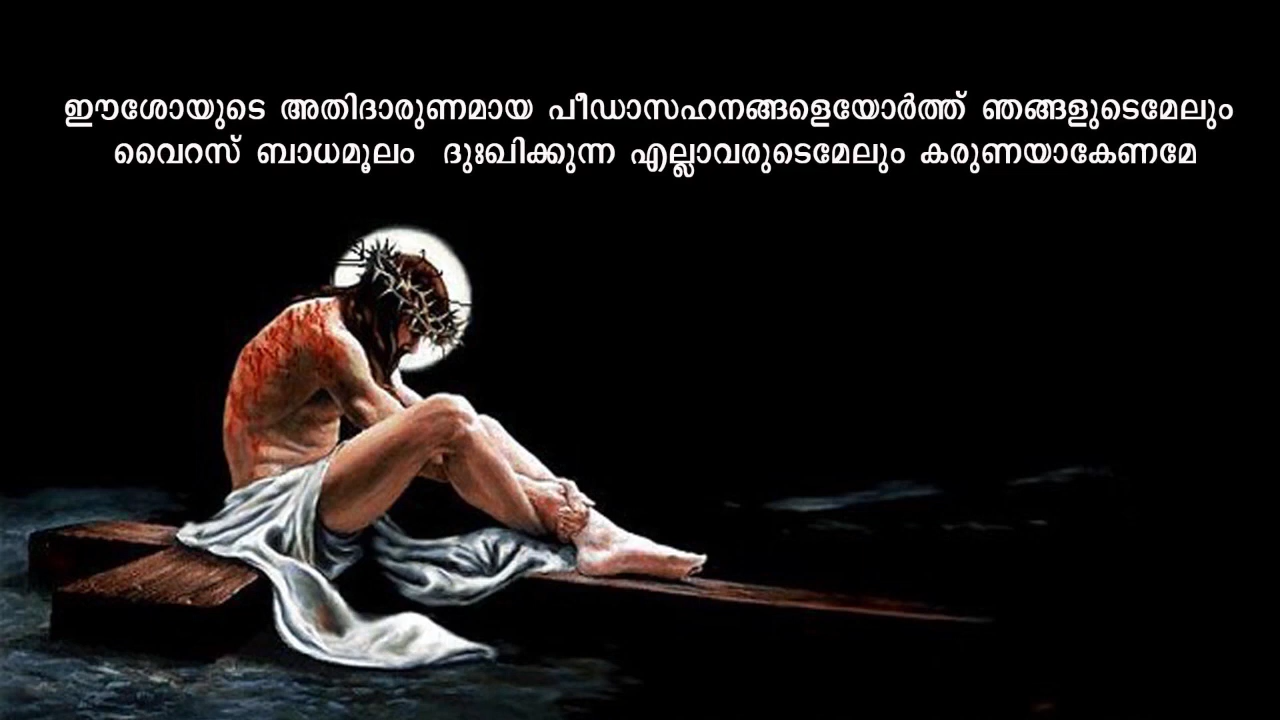 ഈശോയുടെ അതിദാരുണമായ പീഡാസഹനങ്ങളെയോർത്ത് ഞങ്ങളുടെമേലും
വൈറസ് ബാധമൂലം ദുഃഖിക്കുന്ന എല്ലാവരുടെമേലും കരുണയാകേണമേ